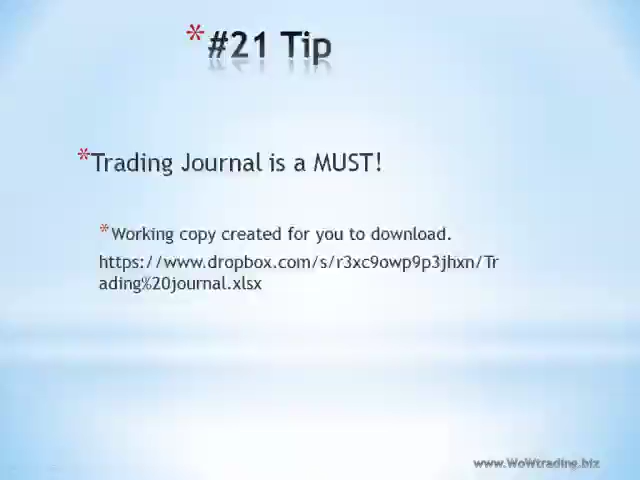 *#21 Tip
*Trading Journal is a MUST!
*Working copy created for you to download.
https://www.dropbox.com/s/r3xc9owp9p3jhxn/Tr
ading%20journal.xlsx
www.WoWtrading.biz